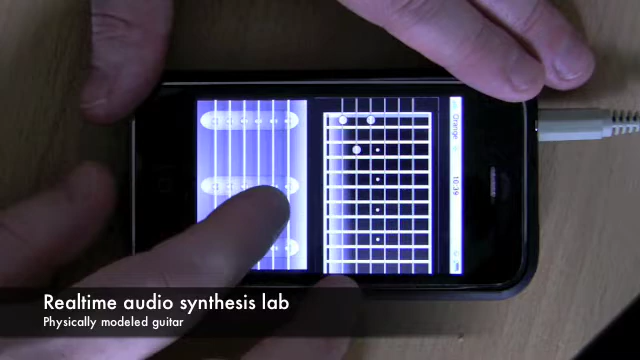 Orange
10:39
Realtime audio synthesis lab
Physically modeled guitar